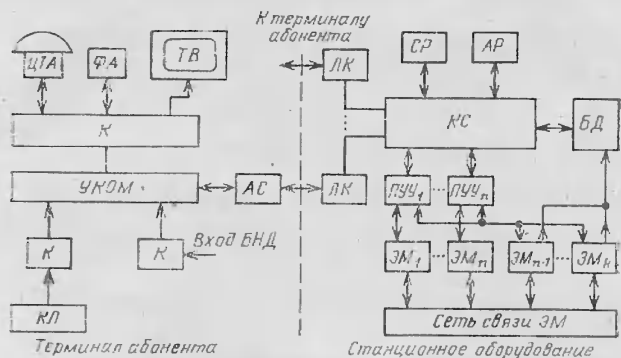 К терминалу
абонента
ЦТА
ФА
ТВ
ЛК
СР
АР
К
КС
БД
УКОМ
АС
ЛК
ПУУ1
...
ПУУn
К
К
Вход БНД
ЭМ1
...
ЭМn
ЭМn-1
...
ЭМk
КЛ
Сеть связи ЭМ
Терминал абонента
Станционное оборудование